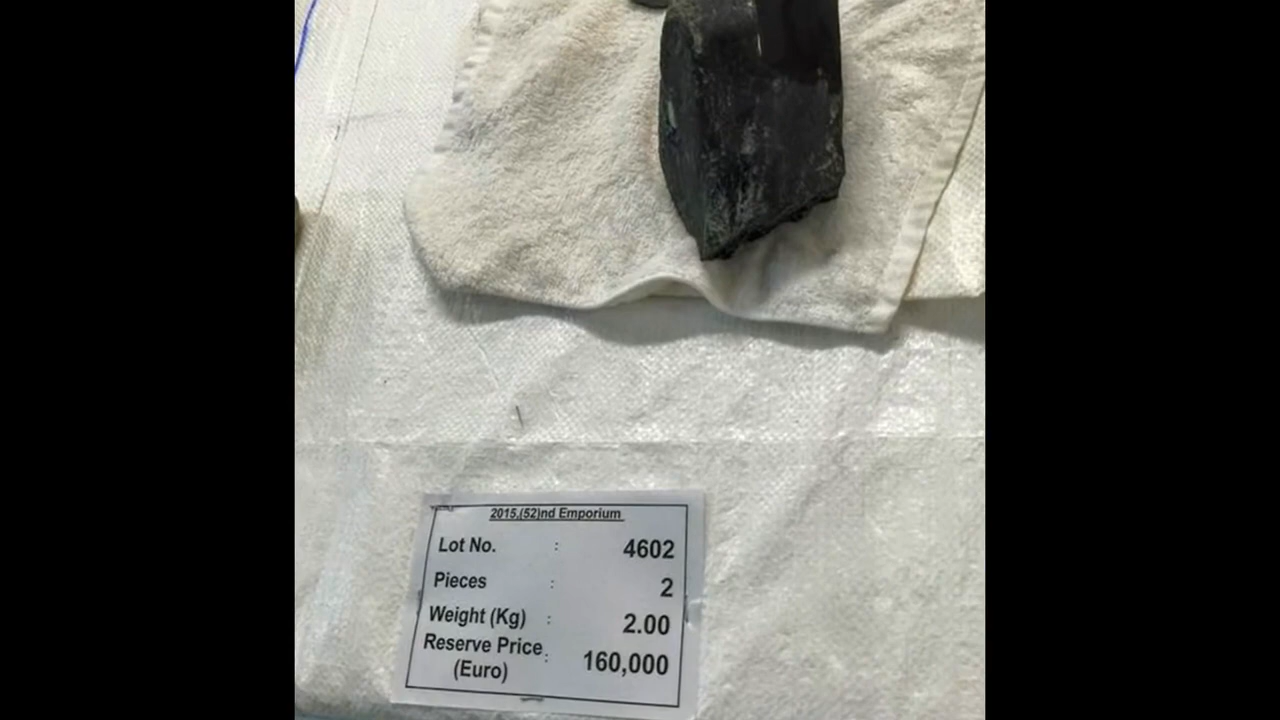 2015,(52)nd Emporium
Lot No. : 4602
Pieces : 2
Weight (Kg) : 2.00
Reserve Price : 160,000
(Euro)